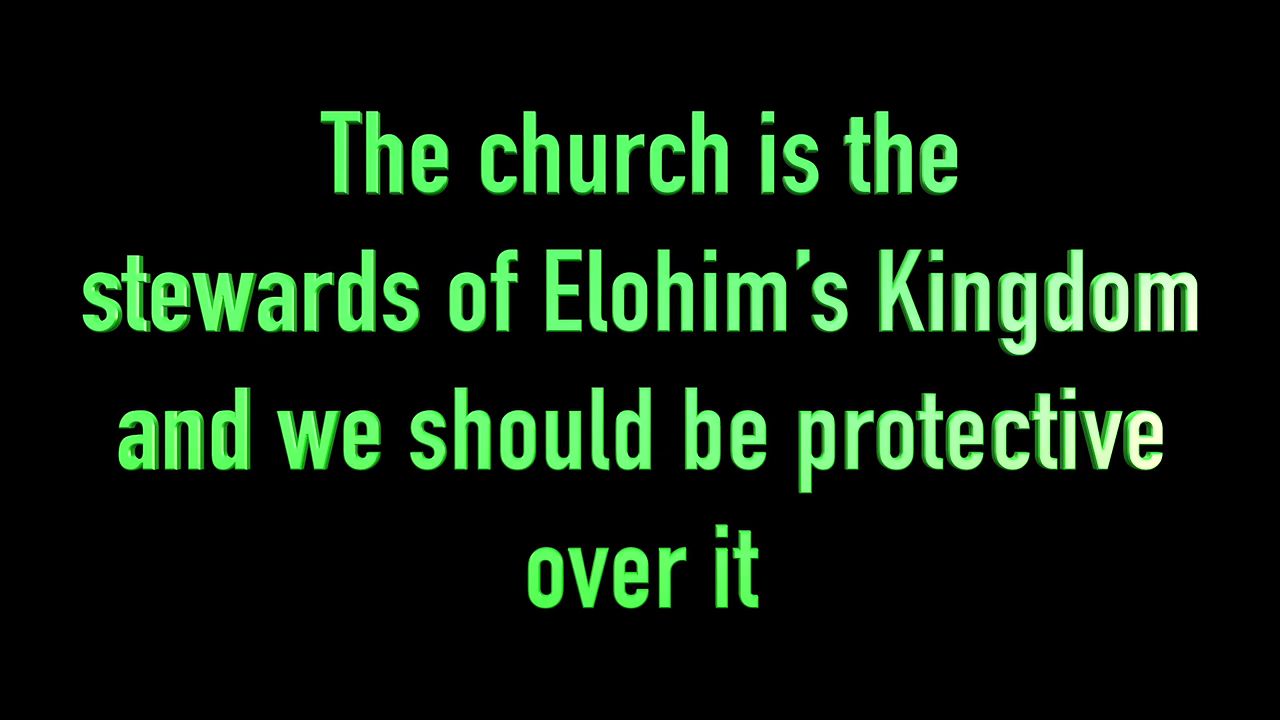 The church is the
stewards of Elohim’s Kingdom
and we should be protective
over it